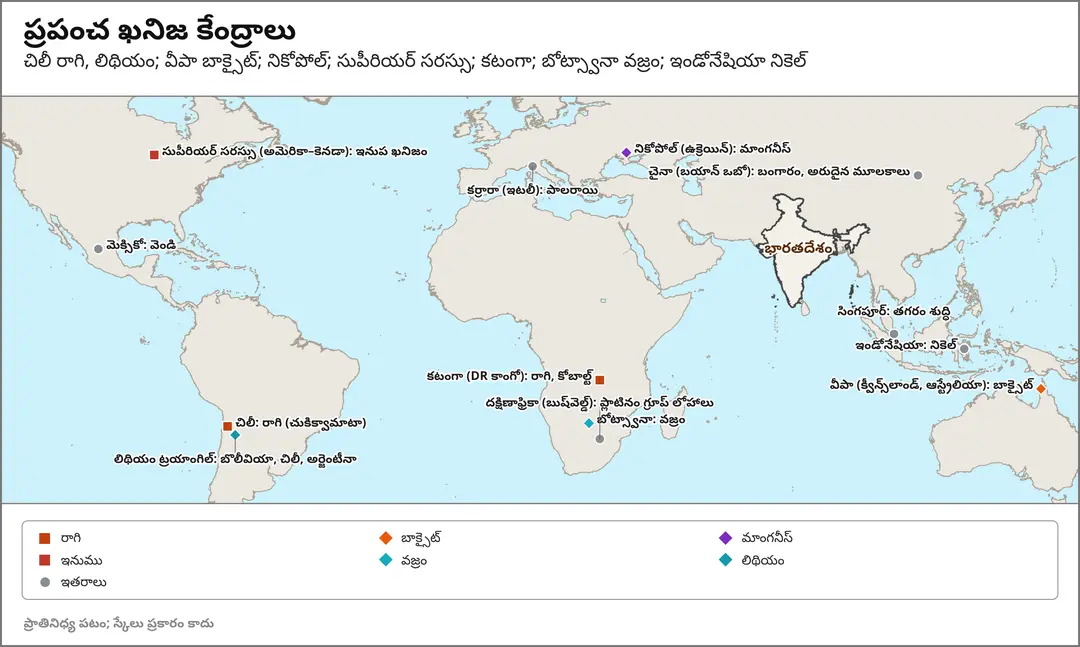 ప్రపంచ ఖనిజ కేంద్రాలు
చిలీ రాగి, లిథియం; వీపా బాక్సైట్; నికోపోల్; సుపీరియర్ సరస్సు; కటంగా; బోట్స్వానా వజ్రం; ఇండోనేషియా నికెల్
సుపీరియర్ సరస్సు (అమెరికా–కెనడా): ఇనుప ఖనిజం
నికోపోల్ (ఉక్రెయిన్): మాంగనీస్
చైనా (బయాన్ ఒబో): బంగారం, అరుదైన మూలకాలు
కర్రారా (ఇటలీ): పాలరాయి
మెక్సికో: వెండి
భారతదేశం
సింగపూర్: తగరం శుద్ధి
ఇండోనేషియా: నికెల్
కటంగా (DR కాంగో): రాగి, కోబాల్ట్
వీపా (క్వీన్స్‌లాండ్, ఆస్ట్రేలియా): బాక్సైట్
దక్షిణాఫ్రికా (బుష్‌వెల్డ్): ప్లాటినం గ్రూప్ లోహాలు
బోట్స్వానా: వజ్రం
చిలీ: రాగి (చుకిక్వామాటా)
లిథియం ట్రయాంగిల్: బొలీవియా, చిలీ, అర్జెంటీనా
రాగి
బాక్సైట్
మాంగనీస్
ఇనుము
వజ్రం
లిథియం
ఇతరాలు
ప్రాతినిధ్య పటం; స్కేలు ప్రకారం కాదు